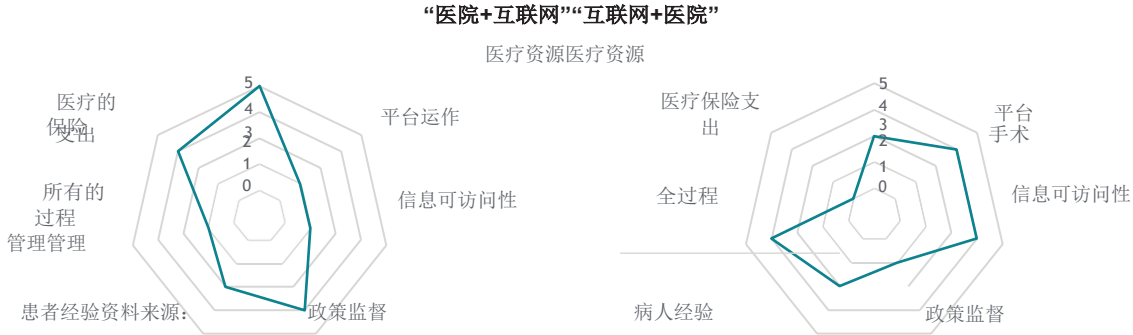 “医院+互联网”“互联网+医院”
医疗资源医疗资源
医疗的
保险
支出
平台运作
信息可访问性
所有的
过程
管理管理
患者经验资料来源：
政策监督
5
4
3
2
1
0
医疗保险支
出
平台
手术
信息可访问性
全过程
病人经验
政策监督
5
4
3
2
1
0